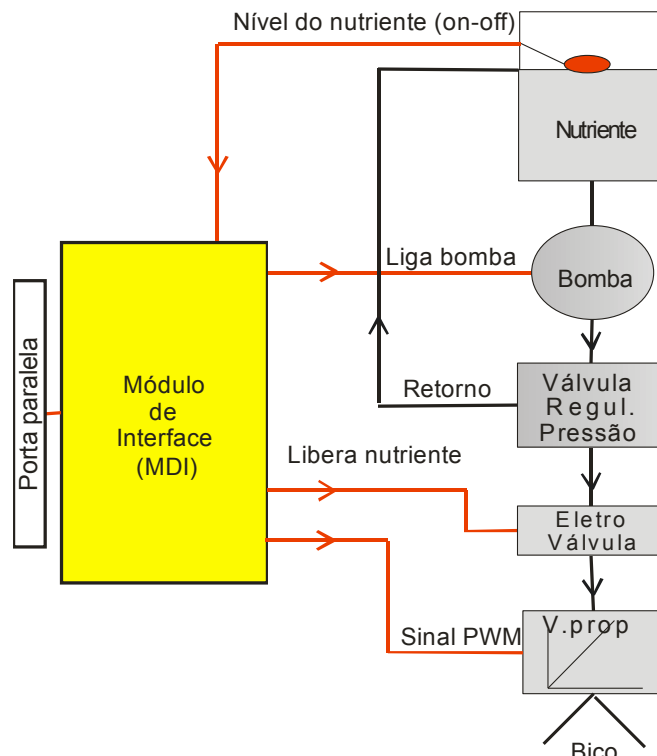 Nível do nutriente (on-off)
Nutriente
Liga bomba
Bomba
Porta paralela
Módulo
de
Interface
(MDI)
Retorno
Válvula
Regul.
Pressão
Libera nutriente
Eletro
Válvula
Sinal PWM
V.prop
Bico